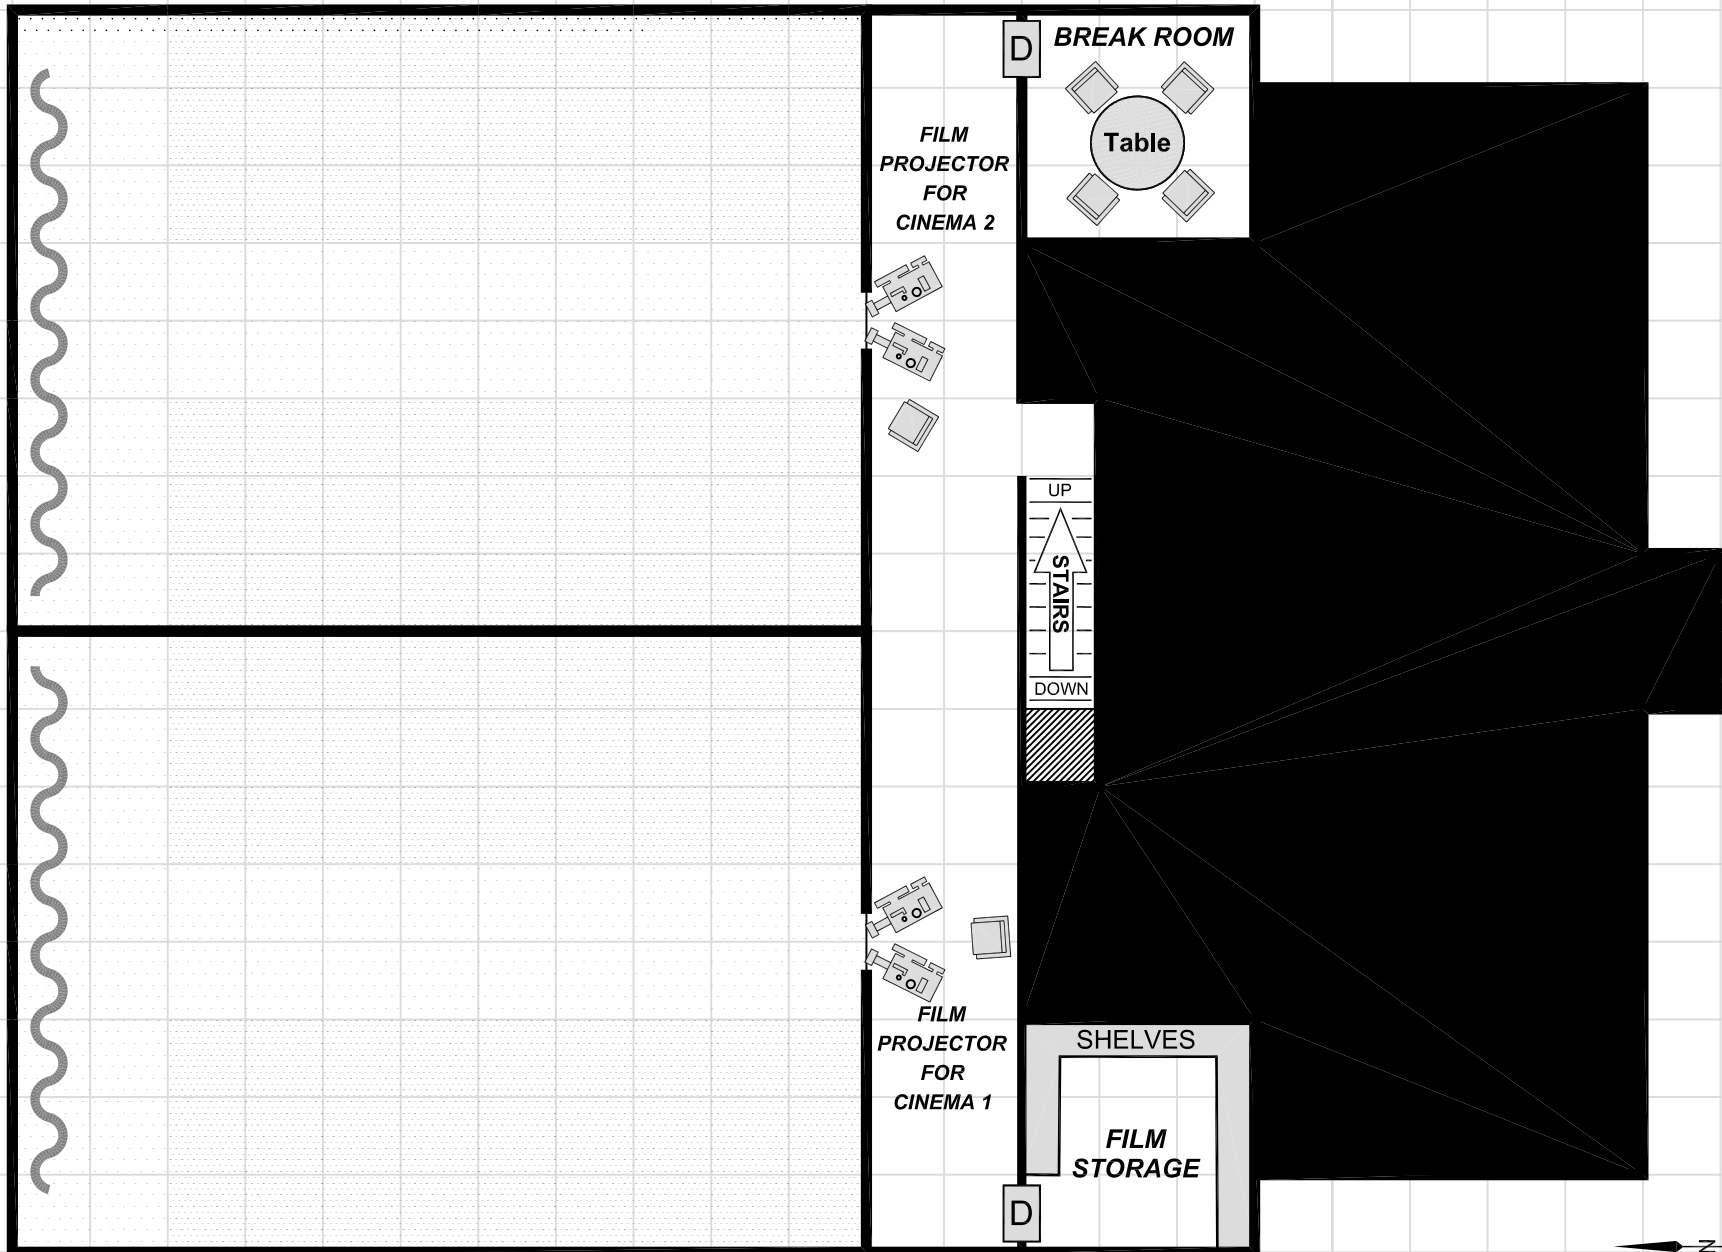 D
BREAK ROOM
Table
FILM
PROJECTOR
FOR
CINEMA 2
UP
STAIRS
DOWN
FILM
PROJECTOR
FOR
CINEMA 1
SHELVES
FILM
STORAGE
D
N